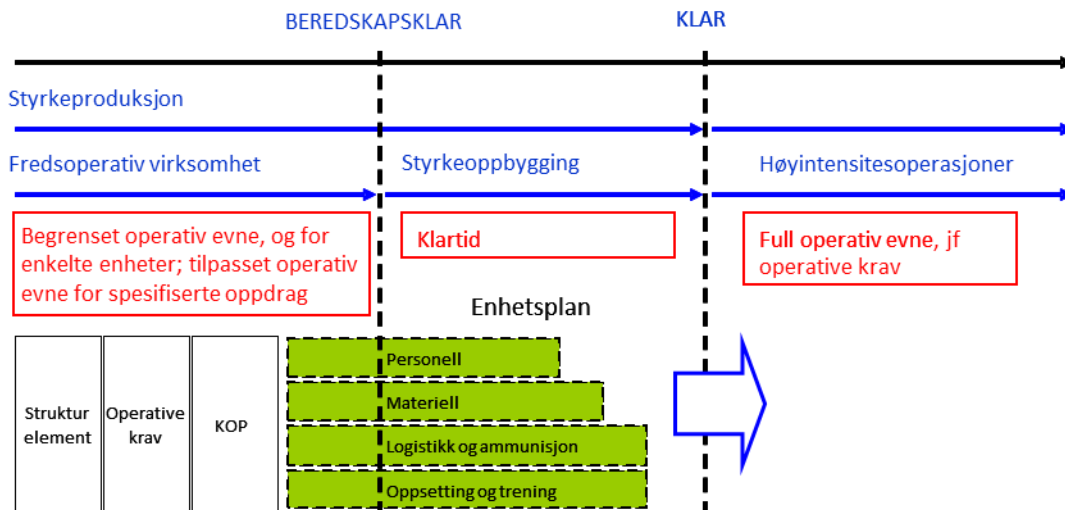 BEREDSKAPSKLAR
KLAR
Styrkeproduksjon
Fredsoperativ virksomhet
Styrkeoppbygging
Høyintensitesoperasjoner
Begrenset operativ evne, og for
enkelte enheter; tilpasset operativ
evne for spesifiserte oppdrag
Klartid
Full operativ evne, jf
operative krav
Enhetsplan
Struktur
element
Operative
krav
KOP
Personell
Materiell
Logistikk og ammunisjon
Oppsetting og trening